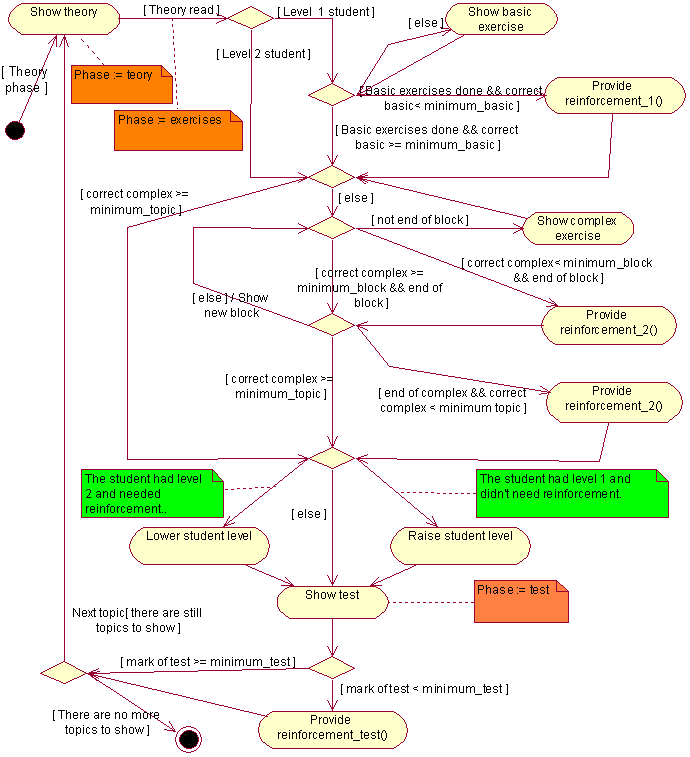 Show theory
[ Theory read ]
[ Level 1 student ]
[ else ]
Show basic
exercise
[ Level 2 student ]
[ Theory
phase ]
Phase := teory
Phase := exercises
[ Basic exercises done && correct
basic< minimum_basic ]
Provide
reinforcement_1()
[ Basic exercises done && correct
basic >= minimum_basic ]
[ correct complex >=
minimum_topic ]
[ else ]
[ not end of block ]
Show complex
exercise
[ correct complex< minimum_block
&& end of block ]
[ correct complex >=
minimum_block && end of
block ]
[ else ] / Show
new block
Provide
reinforcement_2()
[ correct complex >=
minimum_topic ]
[ end of complex && correct
complex < minimum topic ]
Provide
reinforcement_2()
The student had level
2 and needed
reinforcement..
The student had level 1 and
didn't need reinforcement.
[ else ]
Lower student level
Raise student level
Show test
Phase := test
Next topic[ there are still
topics to show ]
[ mark of test >= minimum_test ]
[ mark of test < minimum_test ]
[ There are no more
topics to show ]
Provide
reinforcement_test()